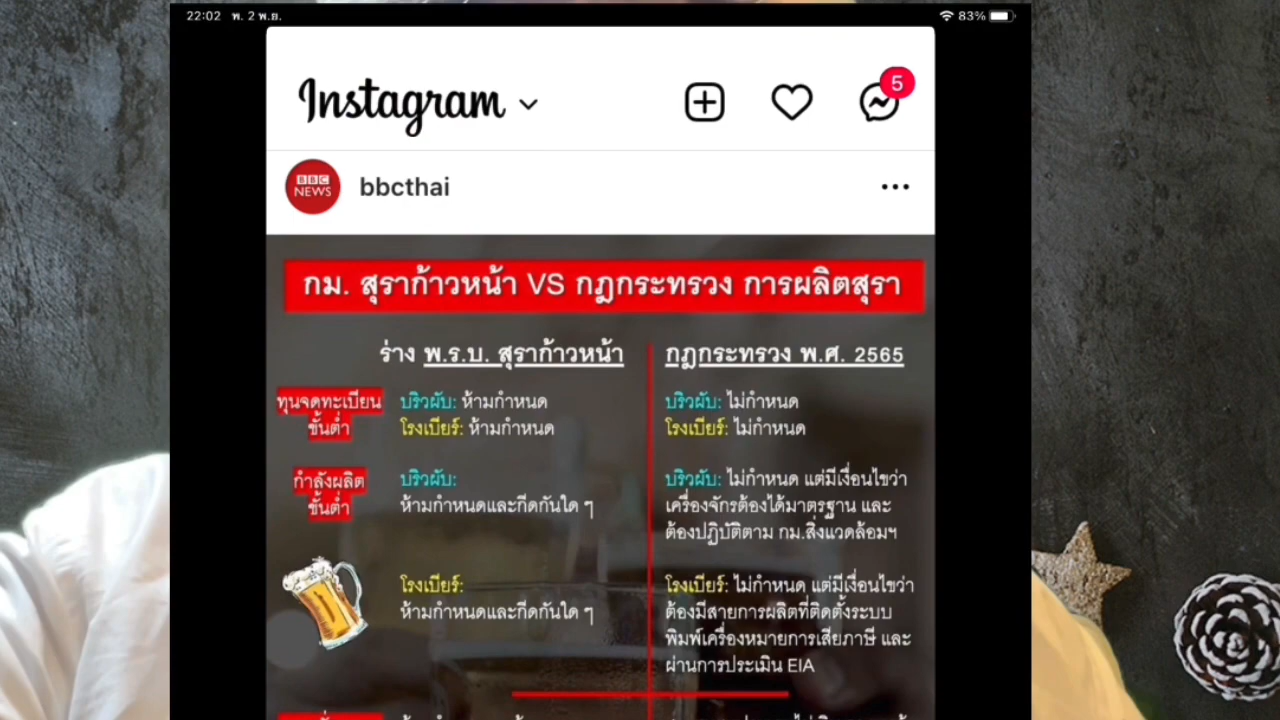 22:02 พ. 2 พ.ย.
83%
Instagram
5
BBC
NEWS
bbcthai
กม. สุราก้าวหน้า VS กฎกระทรวง การผลิตสุรา
ร่าง พ.ร.บ. สุราก้าวหน้า
กฎกระทรวง พ.ศ. 2565
ทุนจดทะเบียน
ขั้นต่ำ
บริวผับ: ห้ามกำหนด
โรงเบียร์: ห้ามกำหนด
บริวผับ: ไม่กำหนด
โรงเบียร์: ไม่กำหนด
กำลังผลิต
ขั้นต่ำ
บริวผับ:
ห้ามกำหนดและกีดกันใด ๆ
บริวผับ: ไม่กำหนด แต่มีเงื่อนไขว่า
เครื่องจักรต้องได้มาตรฐาน และ
ต้องปฏิบัติตาม กม.สิ่งแวดล้อมฯ
โรงเบียร์:
ห้ามกำหนดและกีดกันใด ๆ
โรงเบียร์: ไม่กำหนด แต่มีเงื่อนไขว่า
ต้องมีสายการผลิตที่ติดตั้งระบบ
พิมพ์เครื่องหมายการเสียภาษี และ
ผ่านการประเมิน EIA